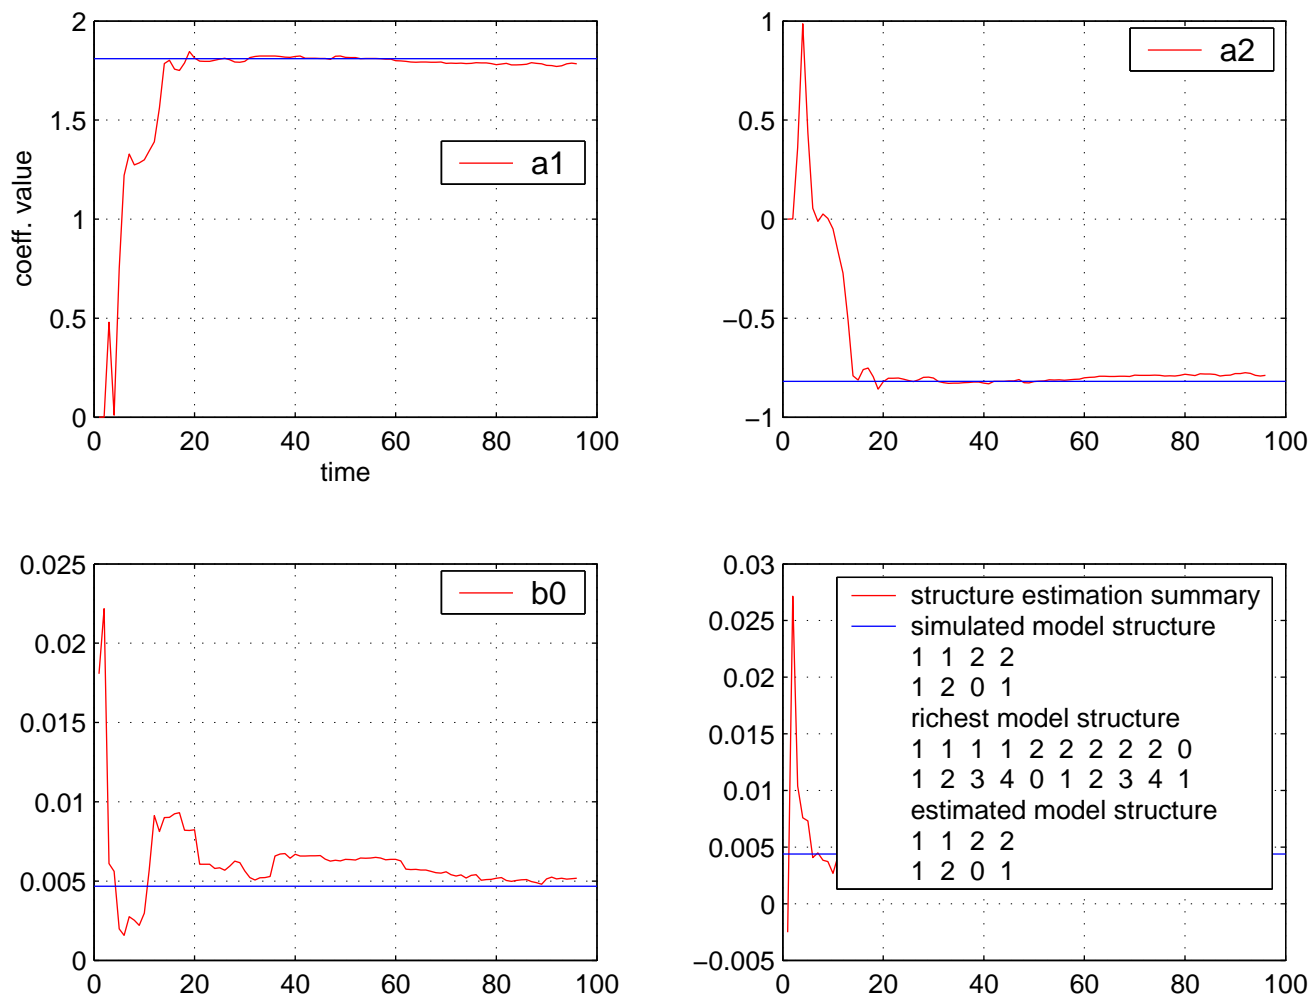 2
1.5
1
0.5
0
0 20 40 60 80 100
coeff. value
time
a1
1
0.5
0
−0.5
−1
0 20 40 60 80 100
a2
0.025
0.02
0.015
0.01
0.005
0
0 20 40 60 80 100
b0
0.03
0.025
0.02
0.015
0.01
0.005
0
−0.005
0 20 40 60 80 100
structure estimation summary
simulated model structure
1 1 2 2
1 2 0 1
richest model structure
1 1 1 1 2 2 2 2 2 0
1 2 3 4 0 1 2 3 4 1
estimated model structure
1 1 2 2
1 2 0 1